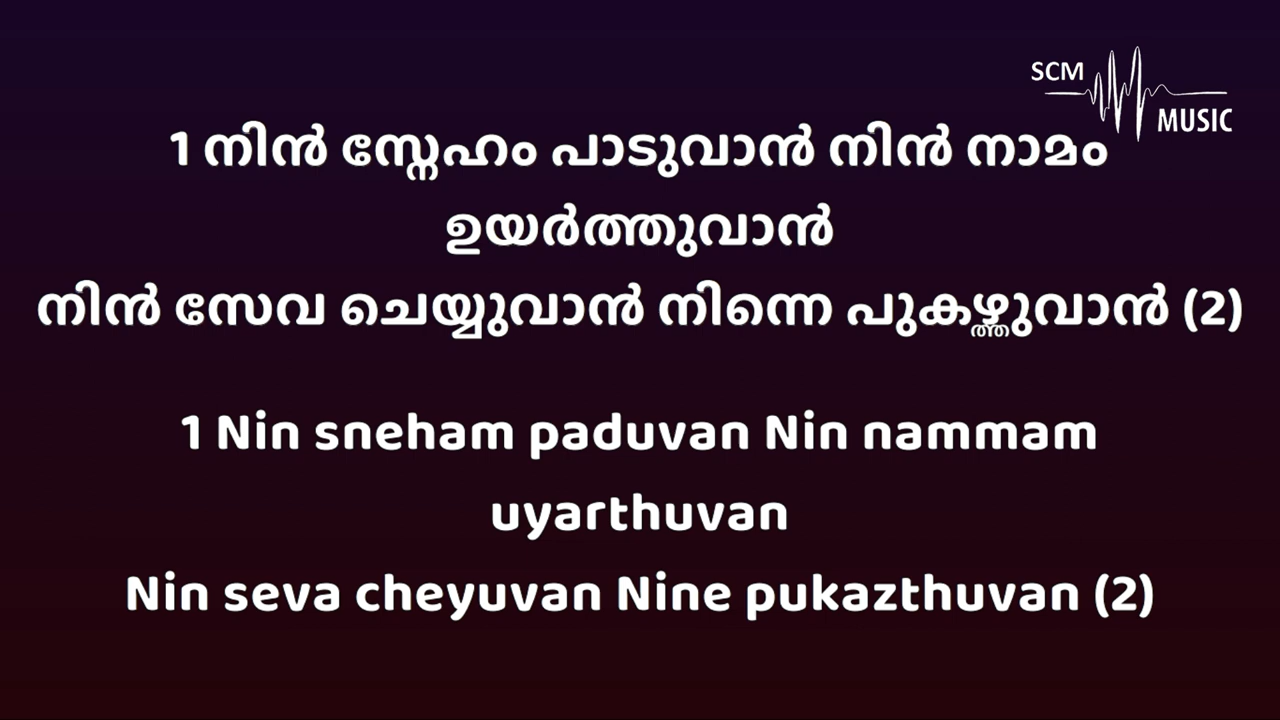 SCM
MUSIC
1 നിൻ സ്നേഹം പാടുവാൻ നിൻ നാമം
ഉയർത്തുവാൻ
നിൻ സേവ ചെയ്യുവാൻ നിന്നെ പുകഴ്ത്തുവാൻ (2)
1 Nin sneham paduvan Nin nammam
uyarthuvan
Nin seva cheyuvan Nine pukazthuvan (2)